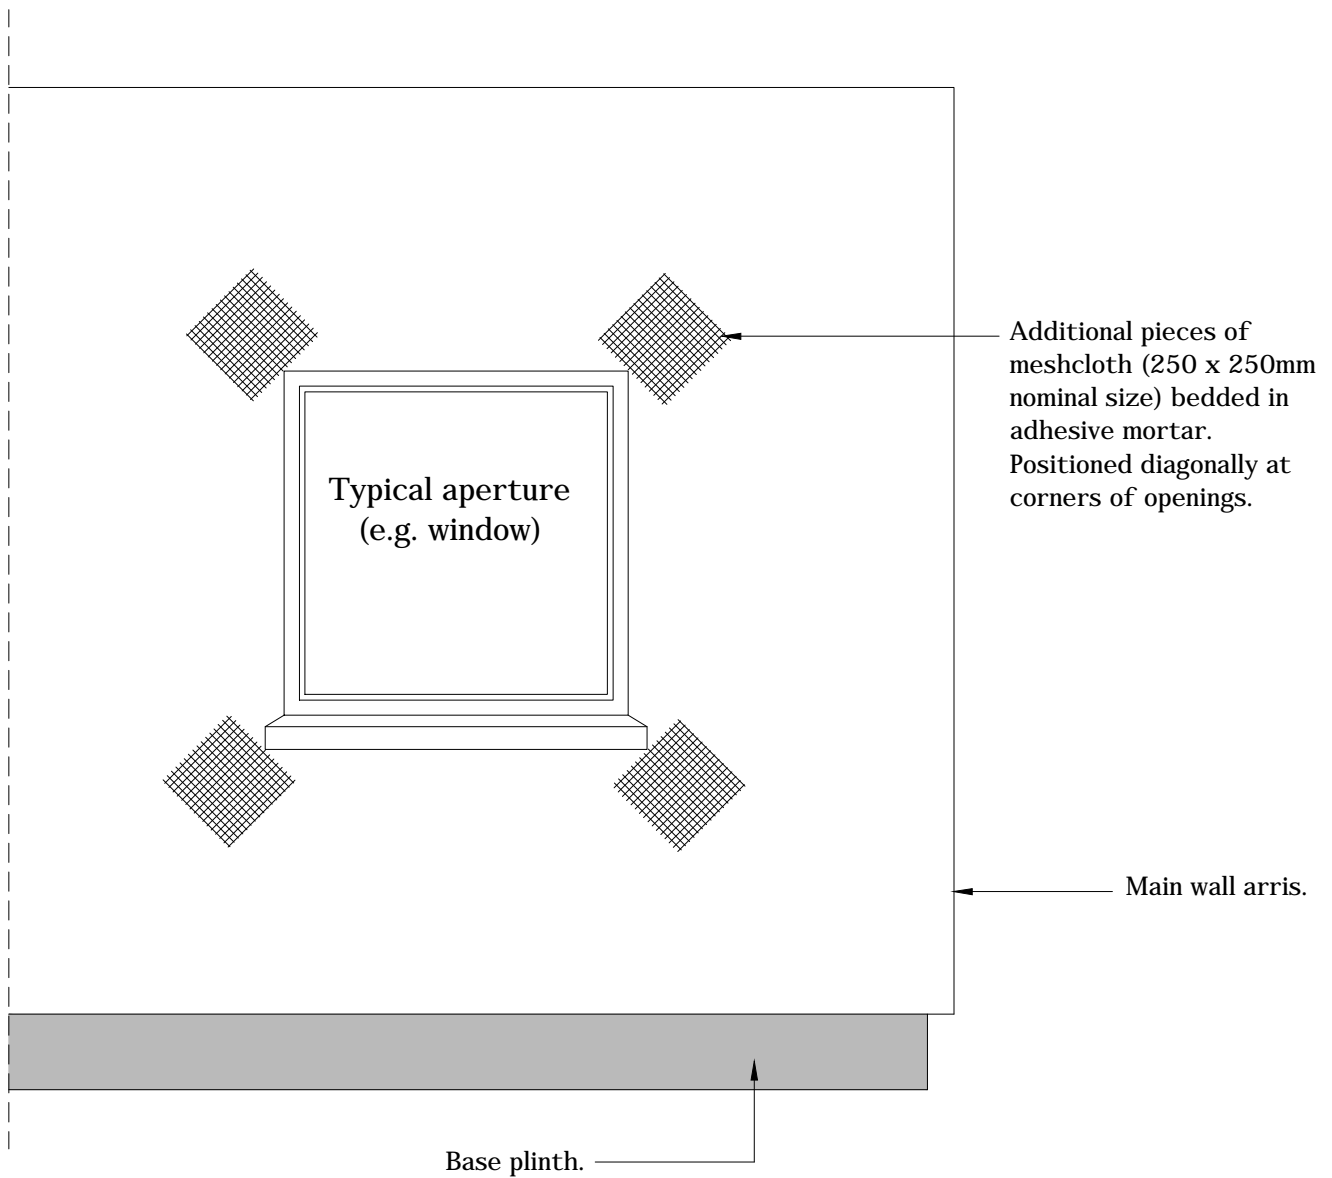 Additional pieces of
meshcloth (250 x 250mm
nominal size) bedded in
adhesive mortar.
Positioned diagonally at
corners of openings.
Typical aperture
(e.g. window)
Main wall arris.
Base plinth.